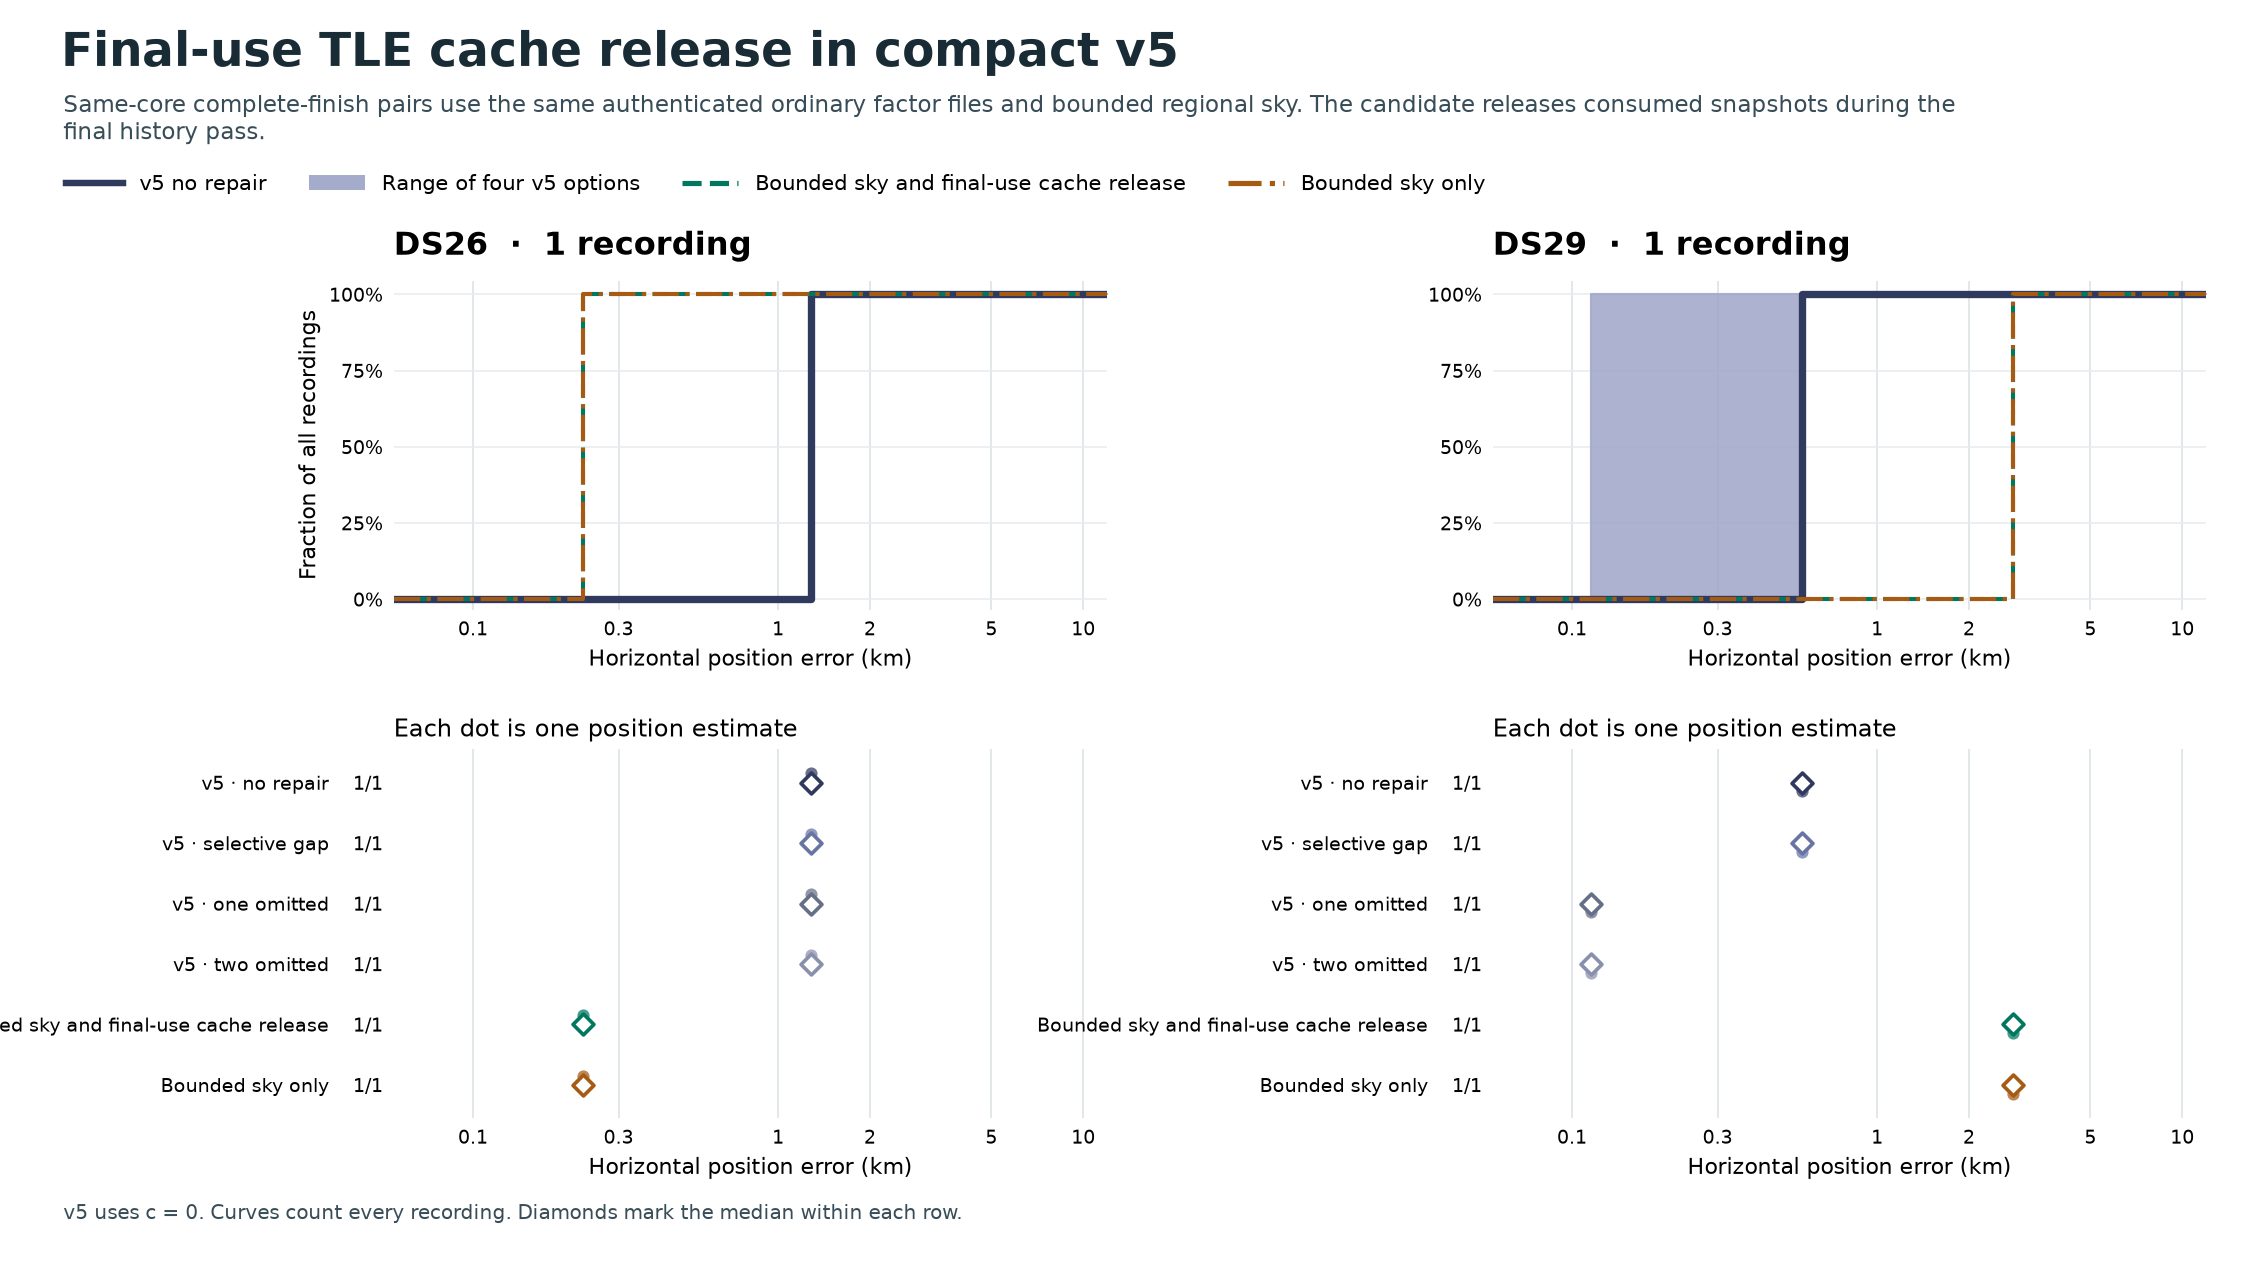 Final-use TLE cache release in compact v5
Same-core complete-finish pairs use the same authenticated ordinary factor files and bounded regional sky. The candidate releases consumed snapshots during the
final history pass.
v5 no repair
Range of four v5 options
Bounded sky and final-use cache release
Bounded sky only
DS26 · 1 recording
Fraction of all recordings
100%
75%
50%
25%
0%
0.1 0.3 1 2 5 10
Horizontal position error (km)
DS29 · 1 recording
100%
75%
50%
25%
0%
0.1 0.3 1 2 5 10
Horizontal position error (km)
Each dot is one position estimate
v5 · no repair 1/1
v5 · selective gap 1/1
v5 · one omitted 1/1
v5 · two omitted 1/1
ed sky and final-use cache release 1/1
Bounded sky only 1/1
0.1 0.3 1 2 5 10
Horizontal position error (km)
Each dot is one position estimate
v5 · no repair 1/1
v5 · selective gap 1/1
v5 · one omitted 1/1
v5 · two omitted 1/1
Bounded sky and final-use cache release 1/1
Bounded sky only 1/1
0.1 0.3 1 2 5 10
Horizontal position error (km)
v5 uses c = 0. Curves count every recording. Diamonds mark the median within each row.